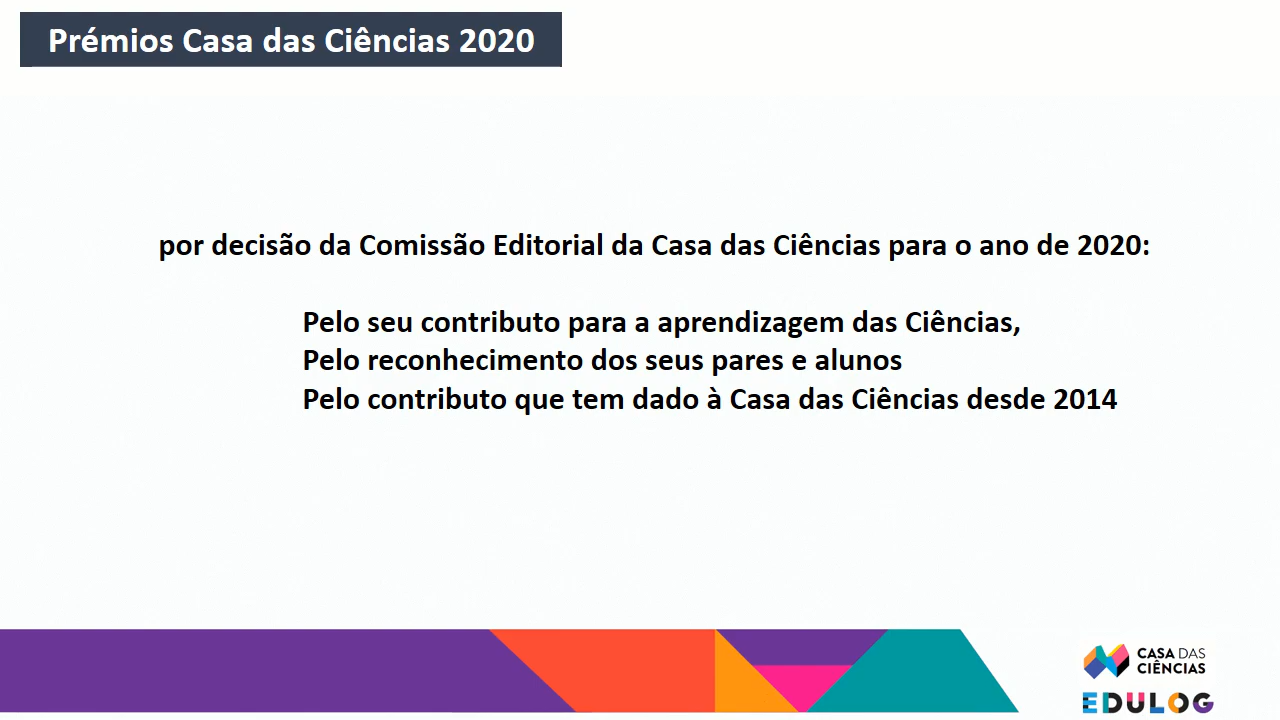 Prémios Casa das Ciências 2020
por decisão da Comissão Editorial da Casa das Ciências para o ano de 2020:
Pelo seu contributo para a aprendizagem das Ciências,
Pelo reconhecimento dos seus pares e alunos
Pelo contributo que tem dado à Casa das Ciências desde 2014
CASA DAS
CIÊNCIAS
EDULOG